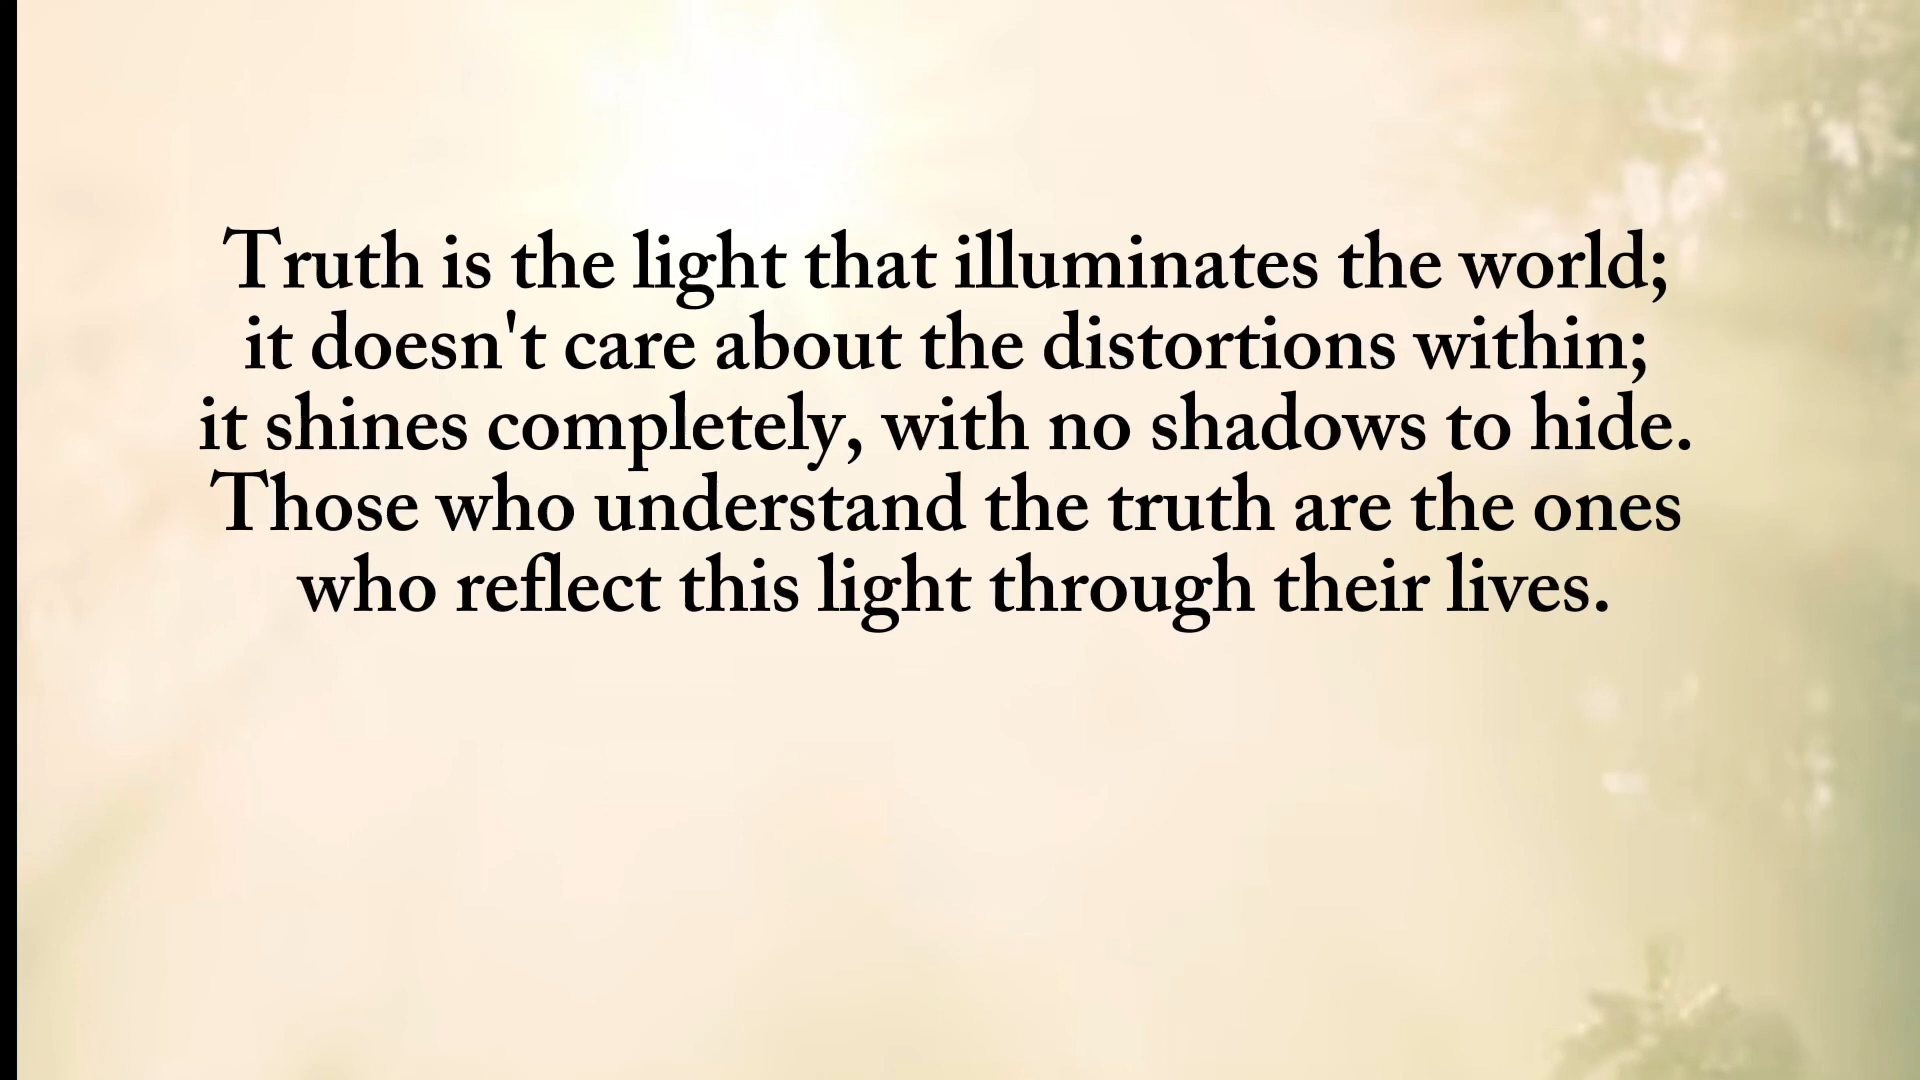 Truth is the light that illuminates the world;
it doesn't care about the distortions within;
it shines completely, with no shadows to hide.
Those who understand the truth are the ones
who reflect this light through their lives.